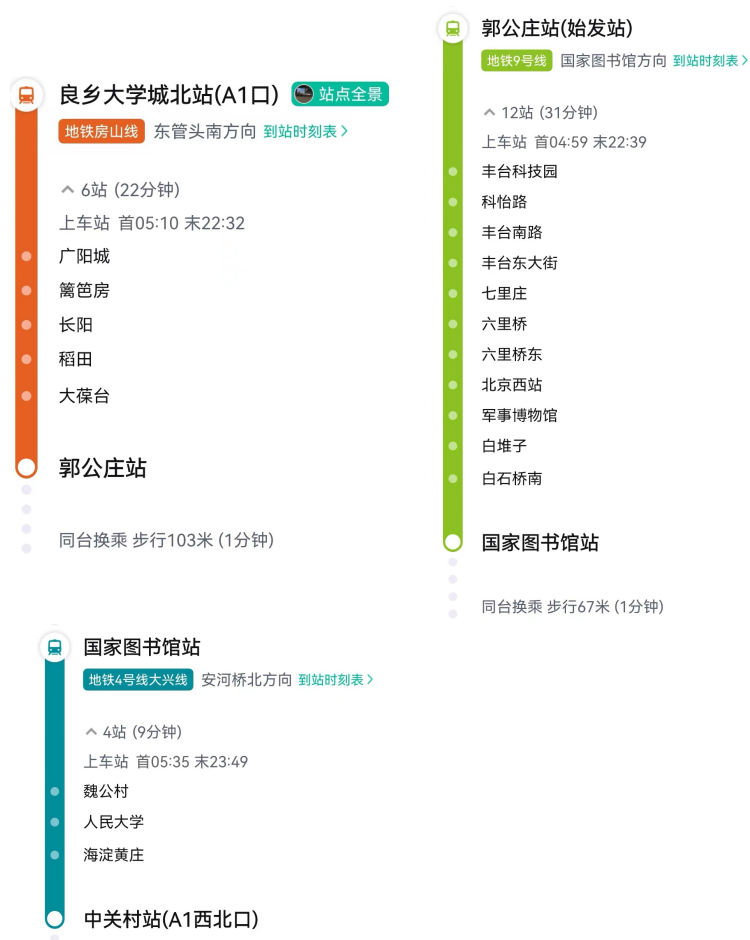 良乡大学城北站(A1口) 站点全景
地铁房山线 东管头南方向 到站时刻表
6站 (22分钟)
上车站 首05:10 末22:32
广阳城
篱笆房
长阳
稻田
大葆台
郭公庄站
同台换乘 步行103米 (1分钟)
郭公庄站(始发站)
地铁9号线 国家图书馆方向 到站时刻表
12站 (31分钟)
上车站 首04:59 末22:39
丰台科技园
科怡路
丰台南路
丰台东大街
七里庄
六里桥
六里桥东
北京西站
军事博物馆
白堆子
白石桥南
国家图书馆站
同台换乘 步行67米 (1分钟)
国家图书馆站
地铁4号线大兴线 安河桥北方向 到站时刻表
4站 (9分钟)
上车站 首05:35 末23:49
魏公村
人民大学
海淀黄庄
中关村站(A1西北口)